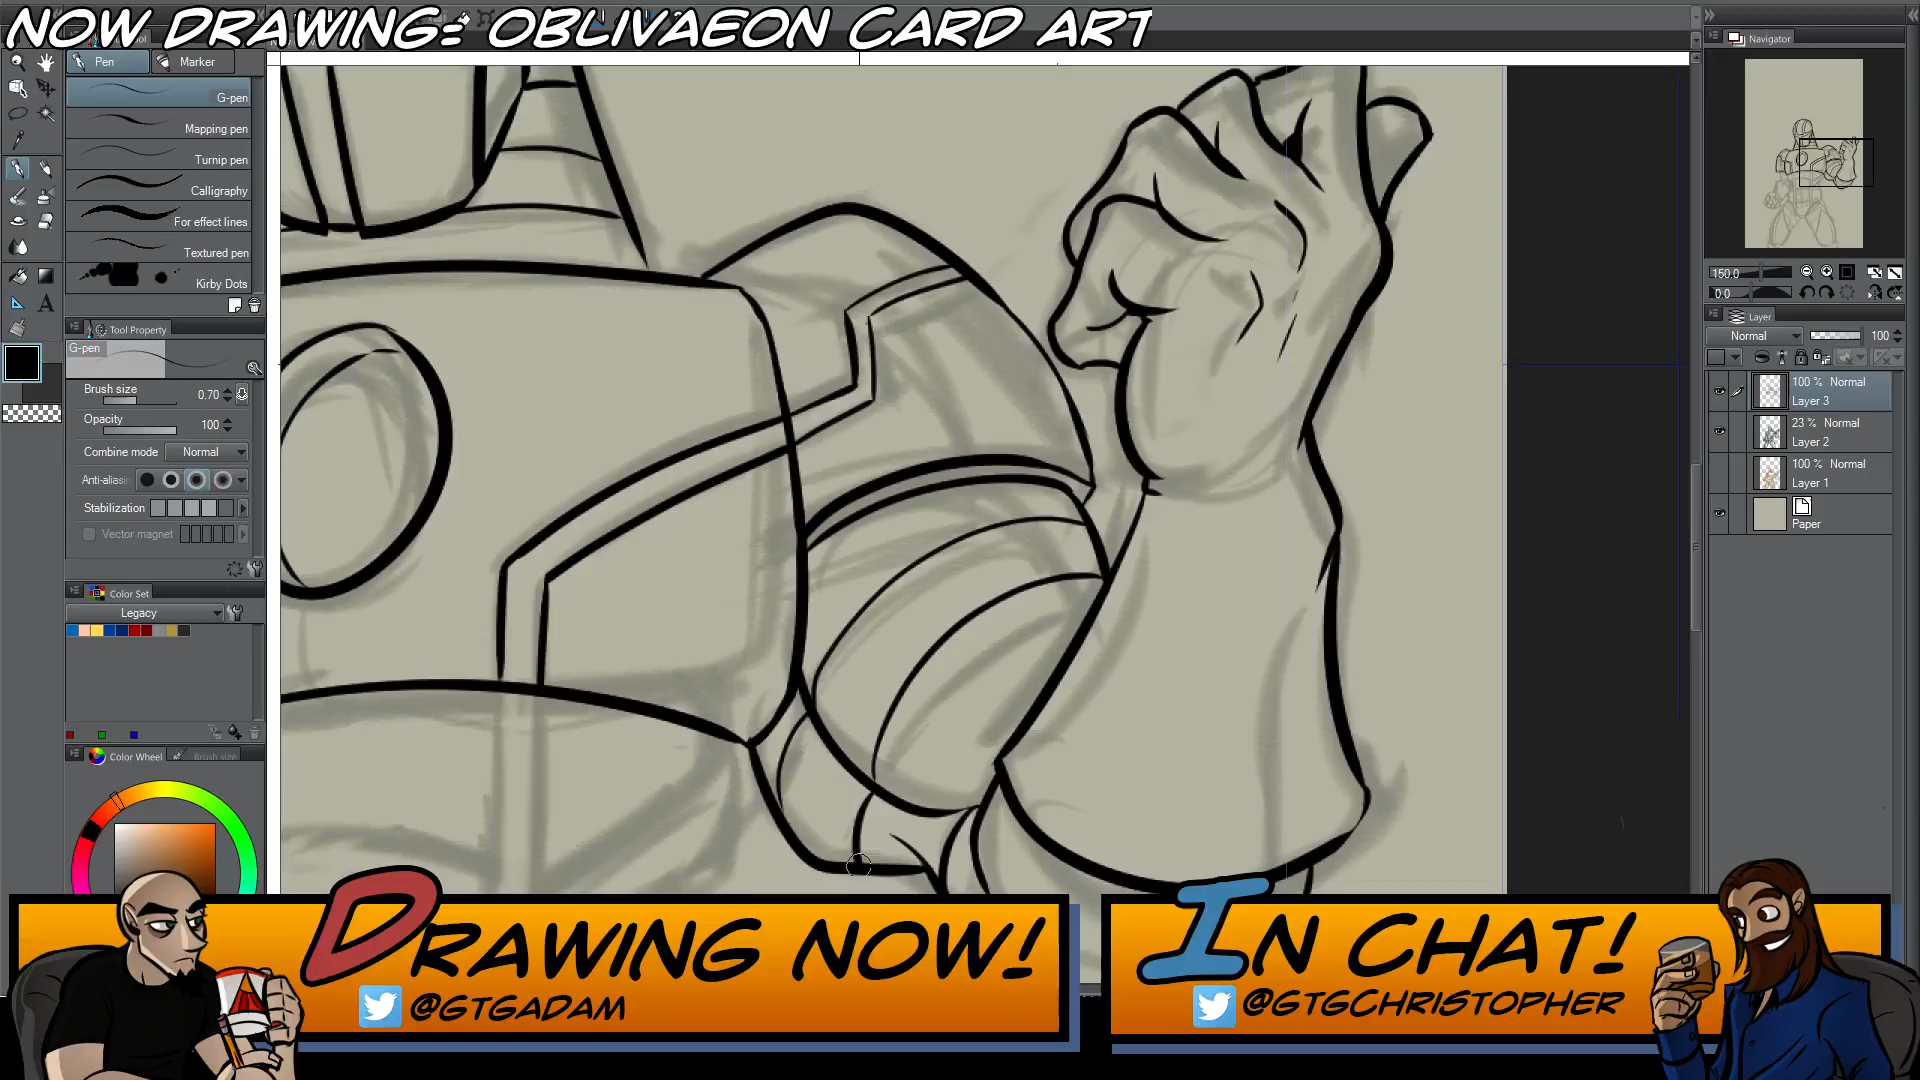 NOW DRAWING: OBLIVAEON CARD ART
Pen
Marker
G-pen
Mapping pen
Turnip pen
Calligraphy
For effect lines
Textured pen
Kirby Dots
Tool Property
G-pen
Brush size
0.70
Opacity
100
Combine mode
Normal
Anti-aliasing
Stabilization
Vector magnet
Color Set
Legacy
Color Wheel
Brush size
Navigator
150.0
0.0
Layer
Normal
100
100 % Normal
Layer 3
23 % Normal
Layer 2
100 % Normal
Layer 1
Paper
DRAWING NOW!
@GTGADAM
IN CHAT!
@GTGCHRISTOPHER